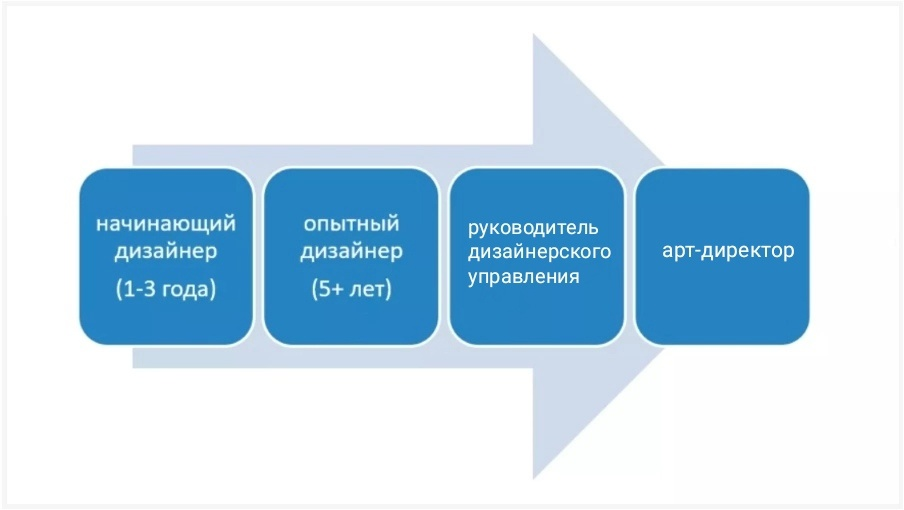 начинающий
дизайнер
(1-3 года)
опытный
дизайнер
(5+ лет)
руководитель
дизайнерского
управления
арт-директор